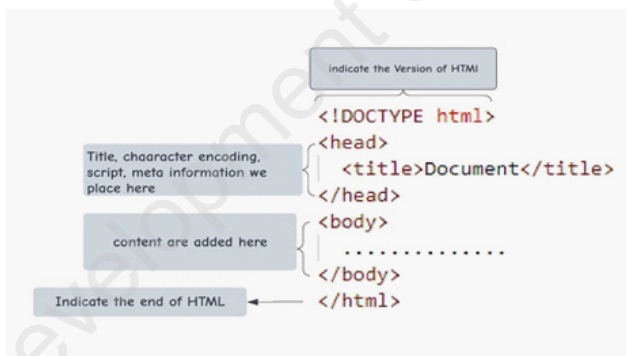 indicate the Version of HTMl
<!DOCTYPE html>
<head>
Title, chaaracter encoding,
script, meta information we
place here
<title>Document</title>
</head>
<body>
content are added here
..............
</body>
Indicate the end of HTML
</html>
evelopment